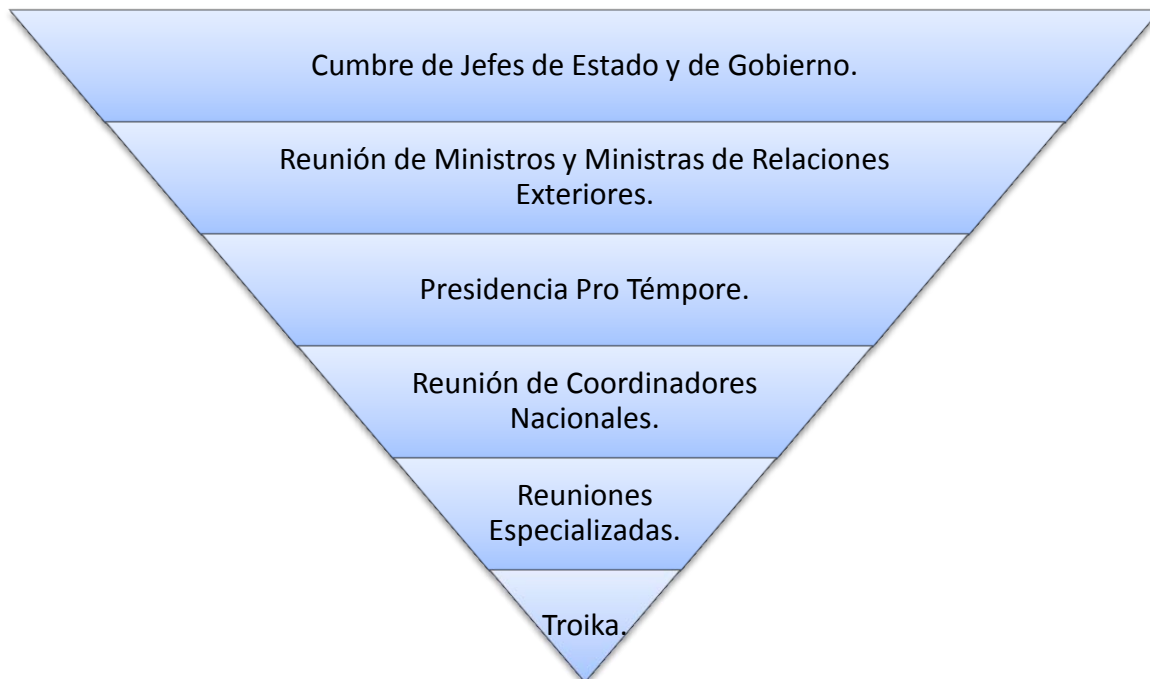 Cumbre de Jefes de Estado y de Gobierno.
Reunión de Ministros y Ministras de Relaciones
Exteriores.
Presidencia Pro Témpore.
Reunión de Coordinadores
Nacionales.
Reuniones
Especializadas.
Troika.